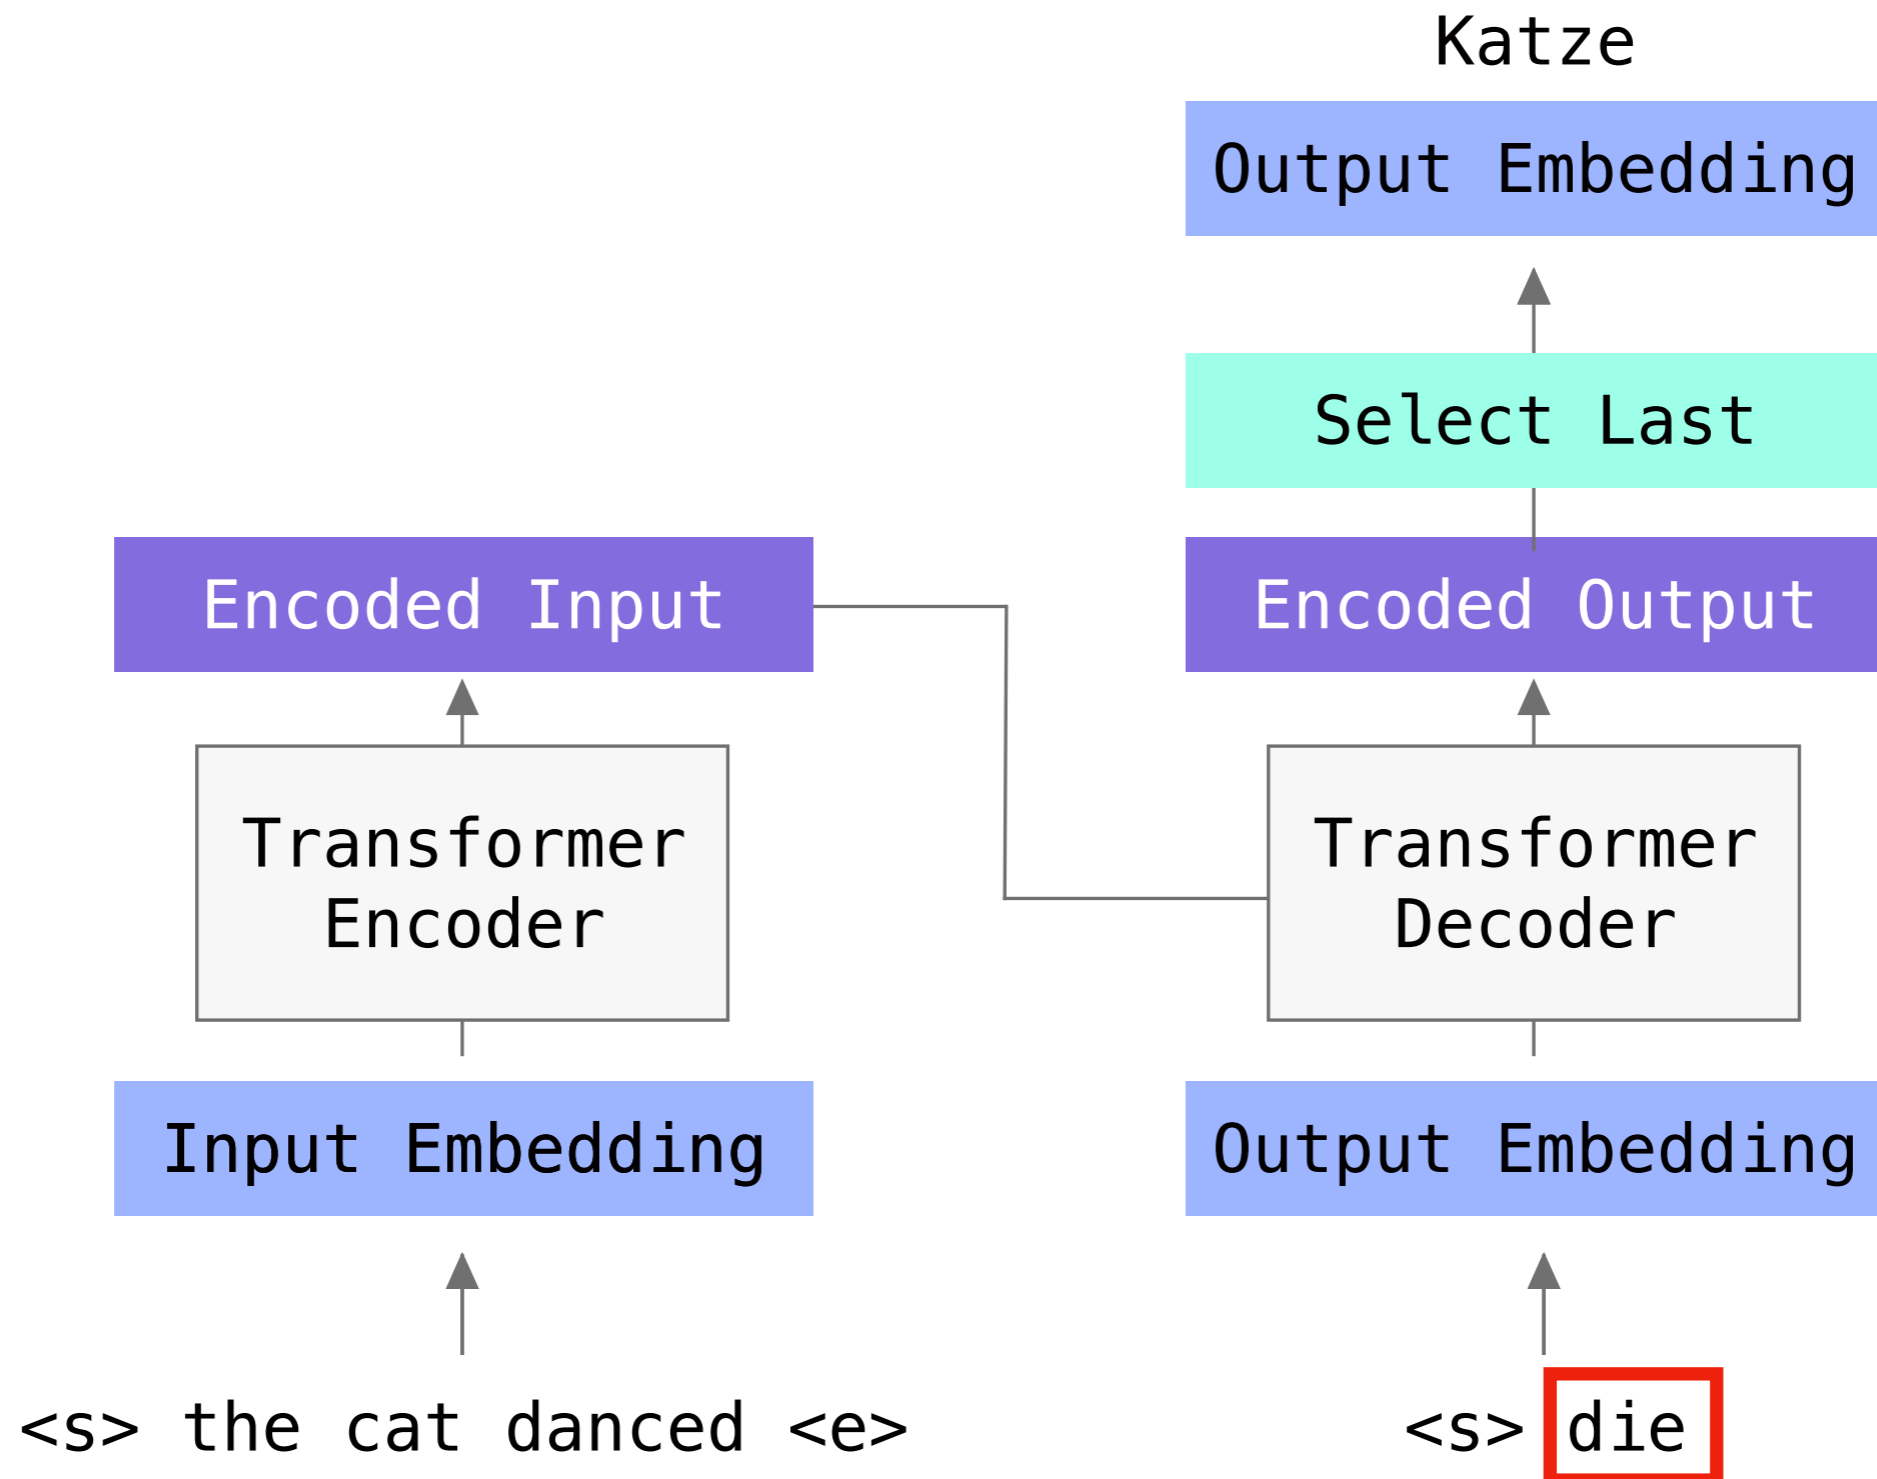 Katze
Output Embedding
Select Last
Encoded Input
Encoded Output
Transformer
Encoder
Transformer
Decoder
Input Embedding
Output Embedding
<s> the cat danced <e>
<s> die